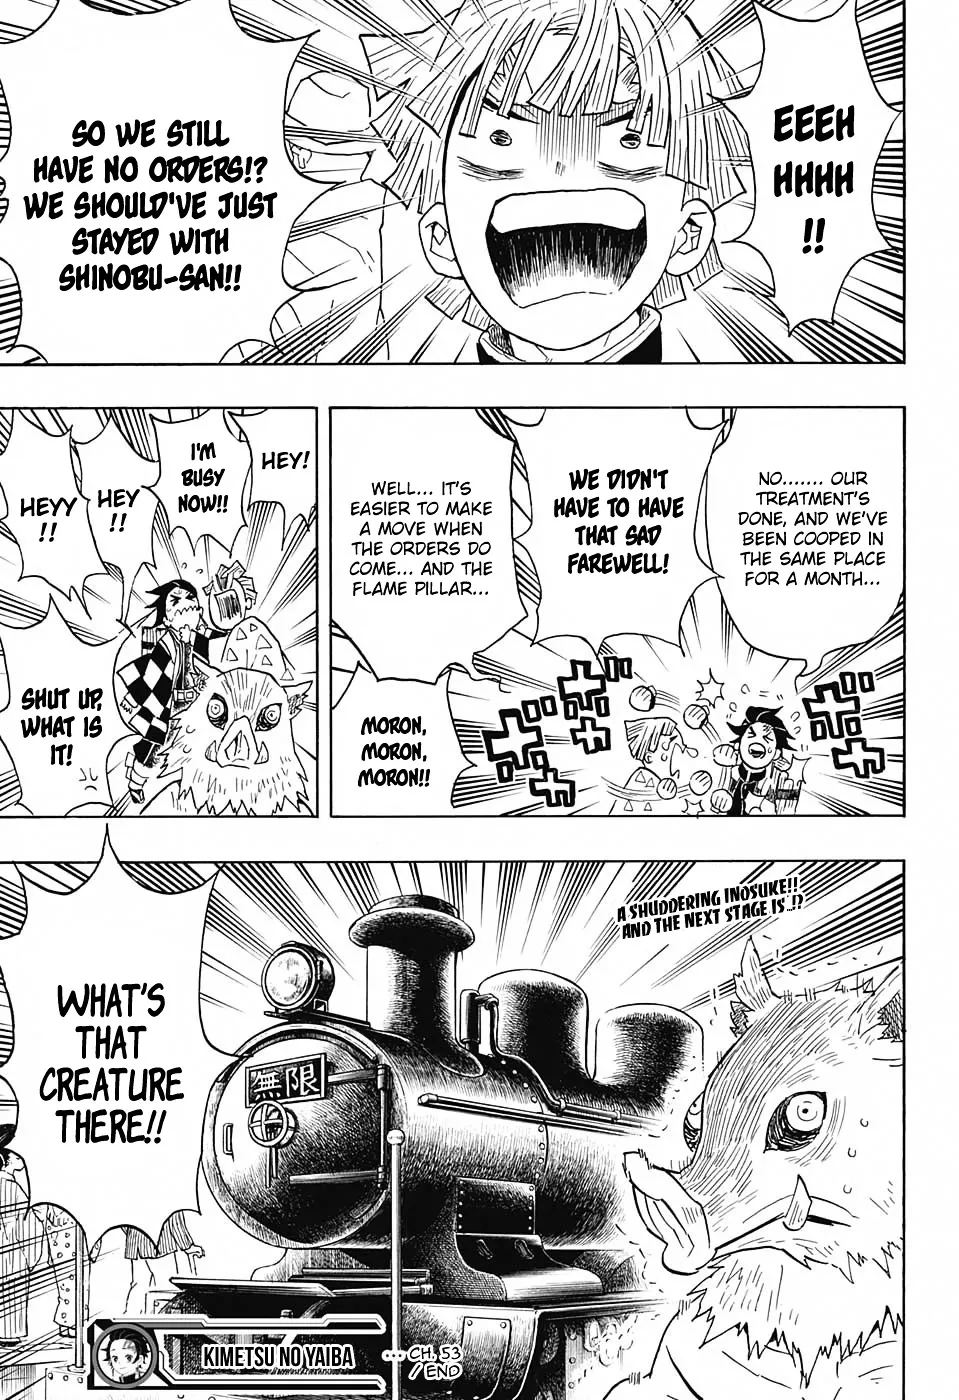 EEEH
HHHH
!!
SO WE STILL
HAVE NO ORDERS!?
WE SHOULD'VE JUST
STAYED WITH
SHINOBU-SAN!!
NO....... OUR
TREATMENT'S
DONE, AND WE'VE
BEEN COOPED IN
THE SAME PLACE
FOR A MONTH...
WE DIDN'T
HAVE TO HAVE
THAT SAD
FAREWELL!
WELL... IT'S
EASIER TO MAKE
A MOVE WHEN
THE ORDERS DO
COME... AND THE
FLAME PILLAR...
ポカ
ポカ
MORON,
MORON,
MORON!!
HEY!
I'M
BUSY
NOW!!
HEY
!!
HEYY
!!
SHUT UP,
WHAT IS
IT!
A SHUDDERING INOSUKE!!
AND THE NEXT STAGE IS...!?
WHAT'S
THAT
CREATURE
THERE!!
無限
KIMETSU NO YAIBA
•••• CH. 53
/ END